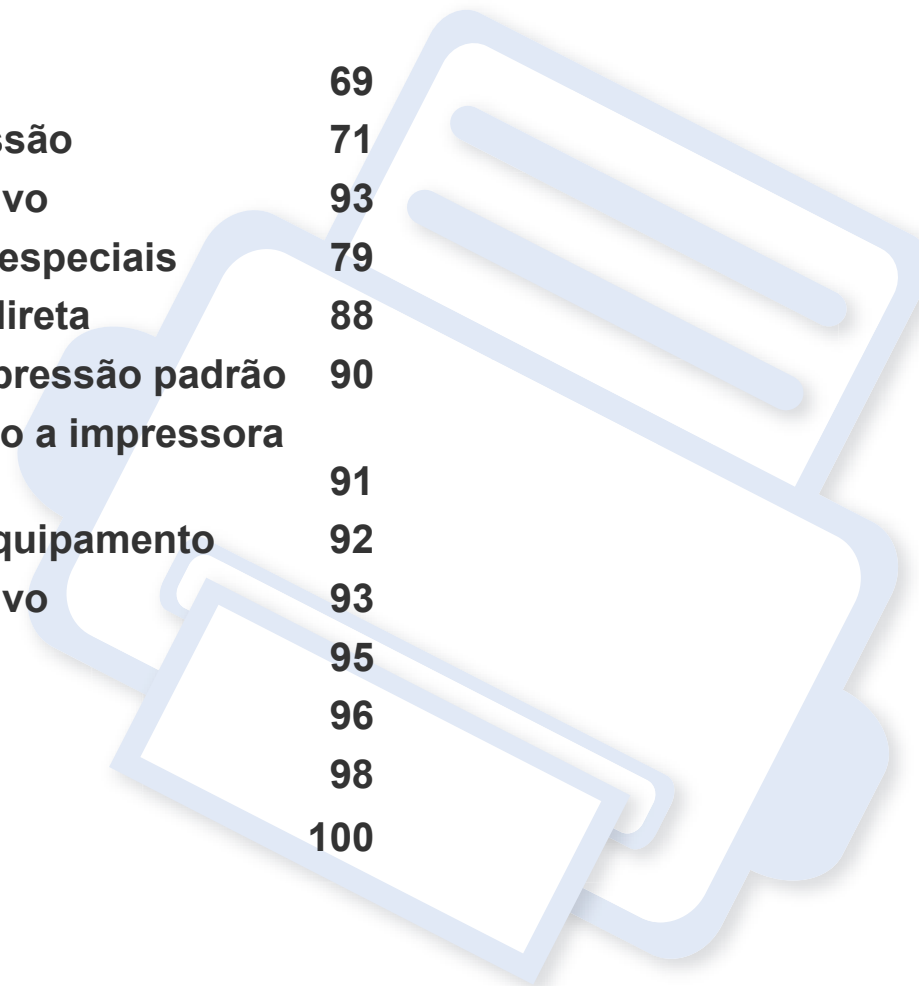 69
ssão 71
vo 93
especiais 79
direta 88
pressão padrão 90
o a impressora
91
quipamento 92
vo 93
95
96
98
100